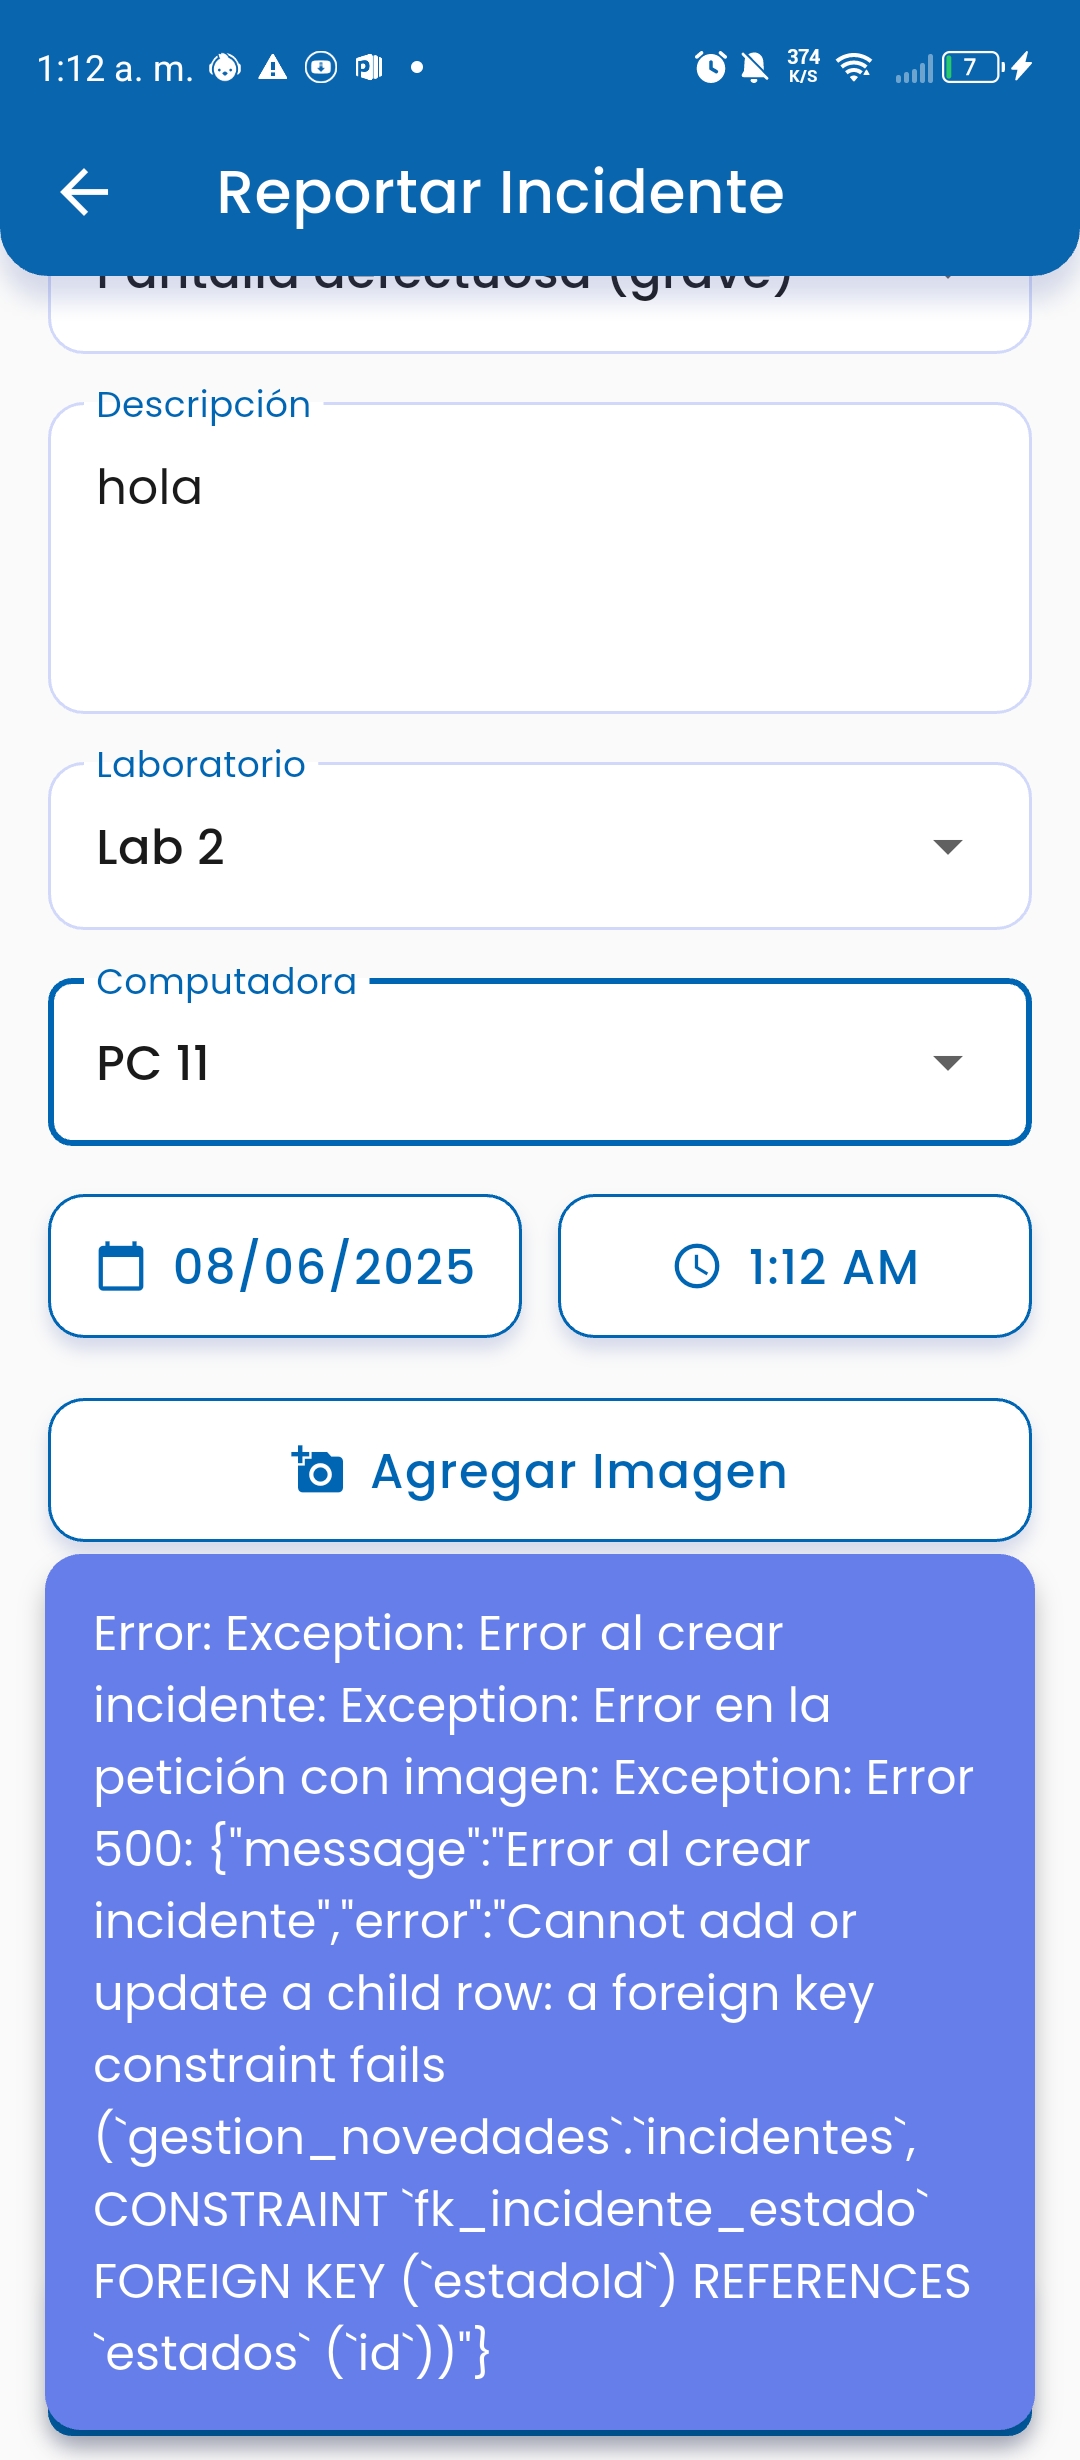 1:12 a. m.
374
K/S
7
Reportar Incidente
Pantalla defectuosa (grave)
Descripción
hola
Laboratorio
Lab 2
Computadora
PC 11
08/06/2025
1:12 AM
Agregar Imagen
Error: Exception: Error al crear
incidente: Exception: Error en la
petición con imagen: Exception: Error
500: {"message":"Error al crear
incidente","error":"Cannot add or
update a child row: a foreign key
constraint fails
(`gestion_novedades`.`incidentes`,
CONSTRAINT `fk_incidente_estado`
FOREIGN KEY (`estadoId`) REFERENCES
`estados` (`id`))"}